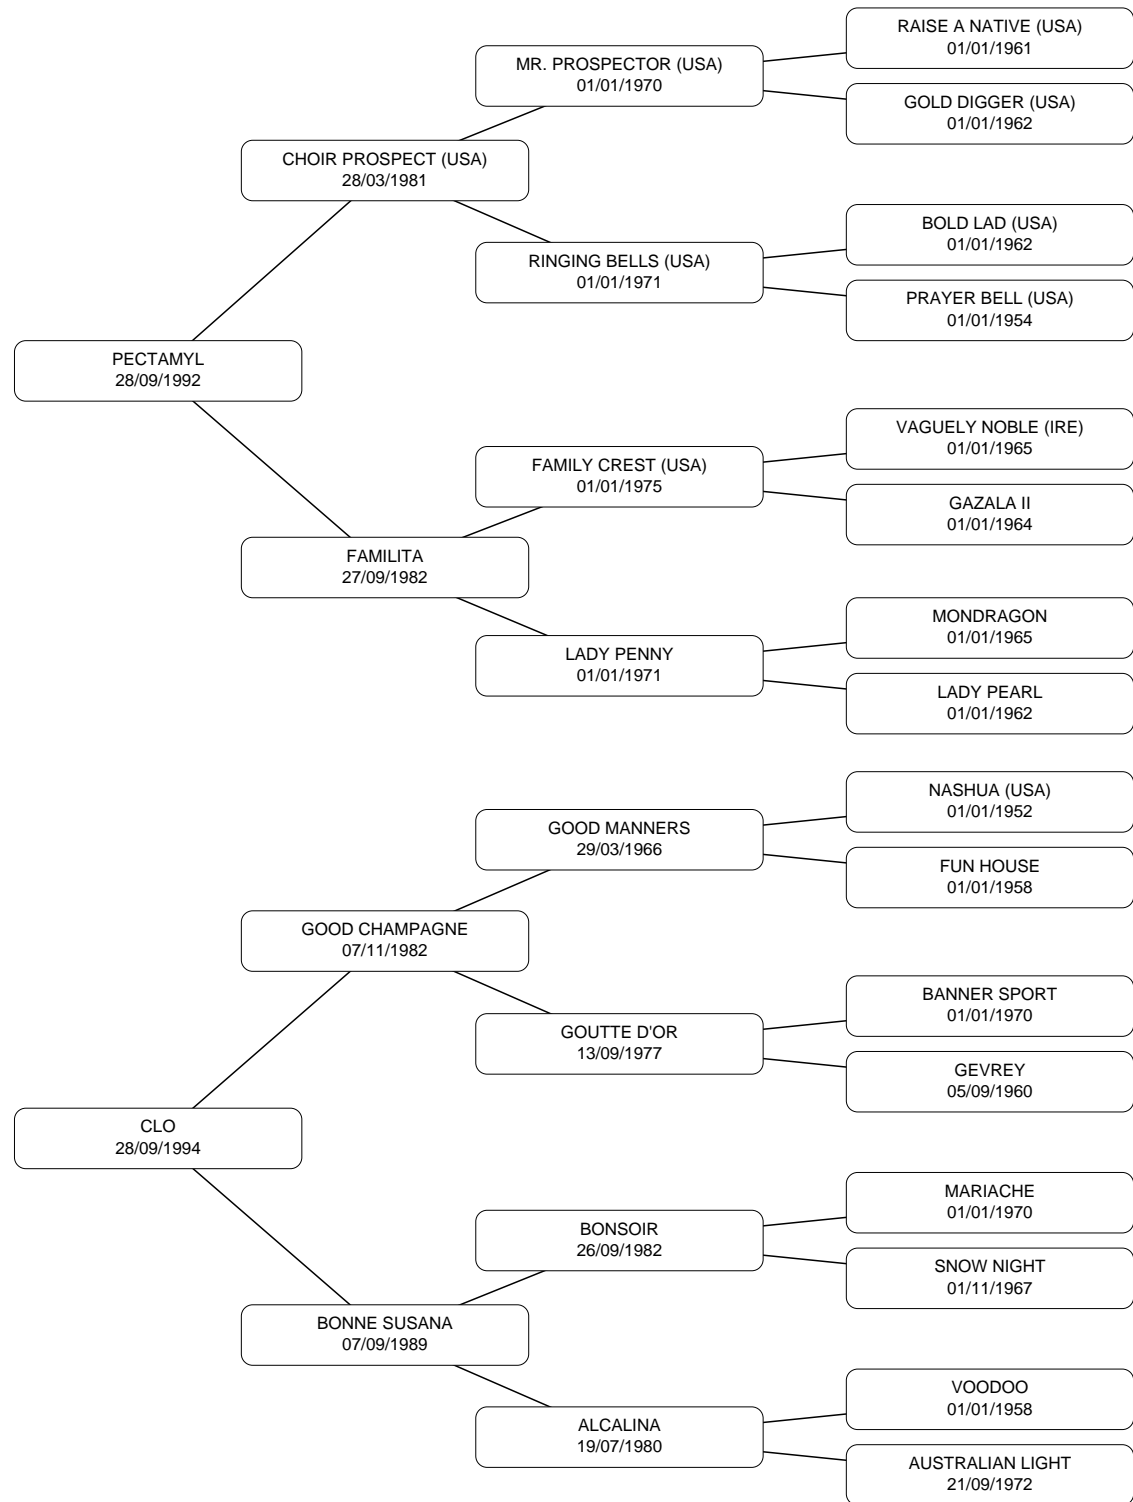 RAISE A NATIVE (USA)
01/01/1961
MR. PROSPECTOR (USA)
01/01/1970
GOLD DIGGER (USA)
01/01/1962
CHOIR PROSPECT (USA)
28/03/1981
BOLD LAD (USA)
01/01/1962
RINGING BELLS (USA)
01/01/1971
PRAYER BELL (USA)
01/01/1954
PECTAMYL
28/09/1992
VAGUELY NOBLE (IRE)
01/01/1965
FAMILY CREST (USA)
01/01/1975
GAZALA II
01/01/1964
FAMILITA
27/09/1982
MONDRAGON
01/01/1965
LADY PENNY
01/01/1971
LADY PEARL
01/01/1962
NASHUA (USA)
01/01/1952
GOOD MANNERS
29/03/1966
FUN HOUSE
01/01/1958
GOOD CHAMPAGNE
07/11/1982
BANNER SPORT
01/01/1970
GOUTTE D'OR
13/09/1977
GEVREY
05/09/1960
CLO
28/09/1994
MARIACHE
01/01/1970
BONSOIR
26/09/1982
SNOW NIGHT
01/11/1967
BONNE SUSANA
07/09/1989
VOODOO
01/01/1958
ALCALINA
19/07/1980
AUSTRALIAN LIGHT
21/09/1972